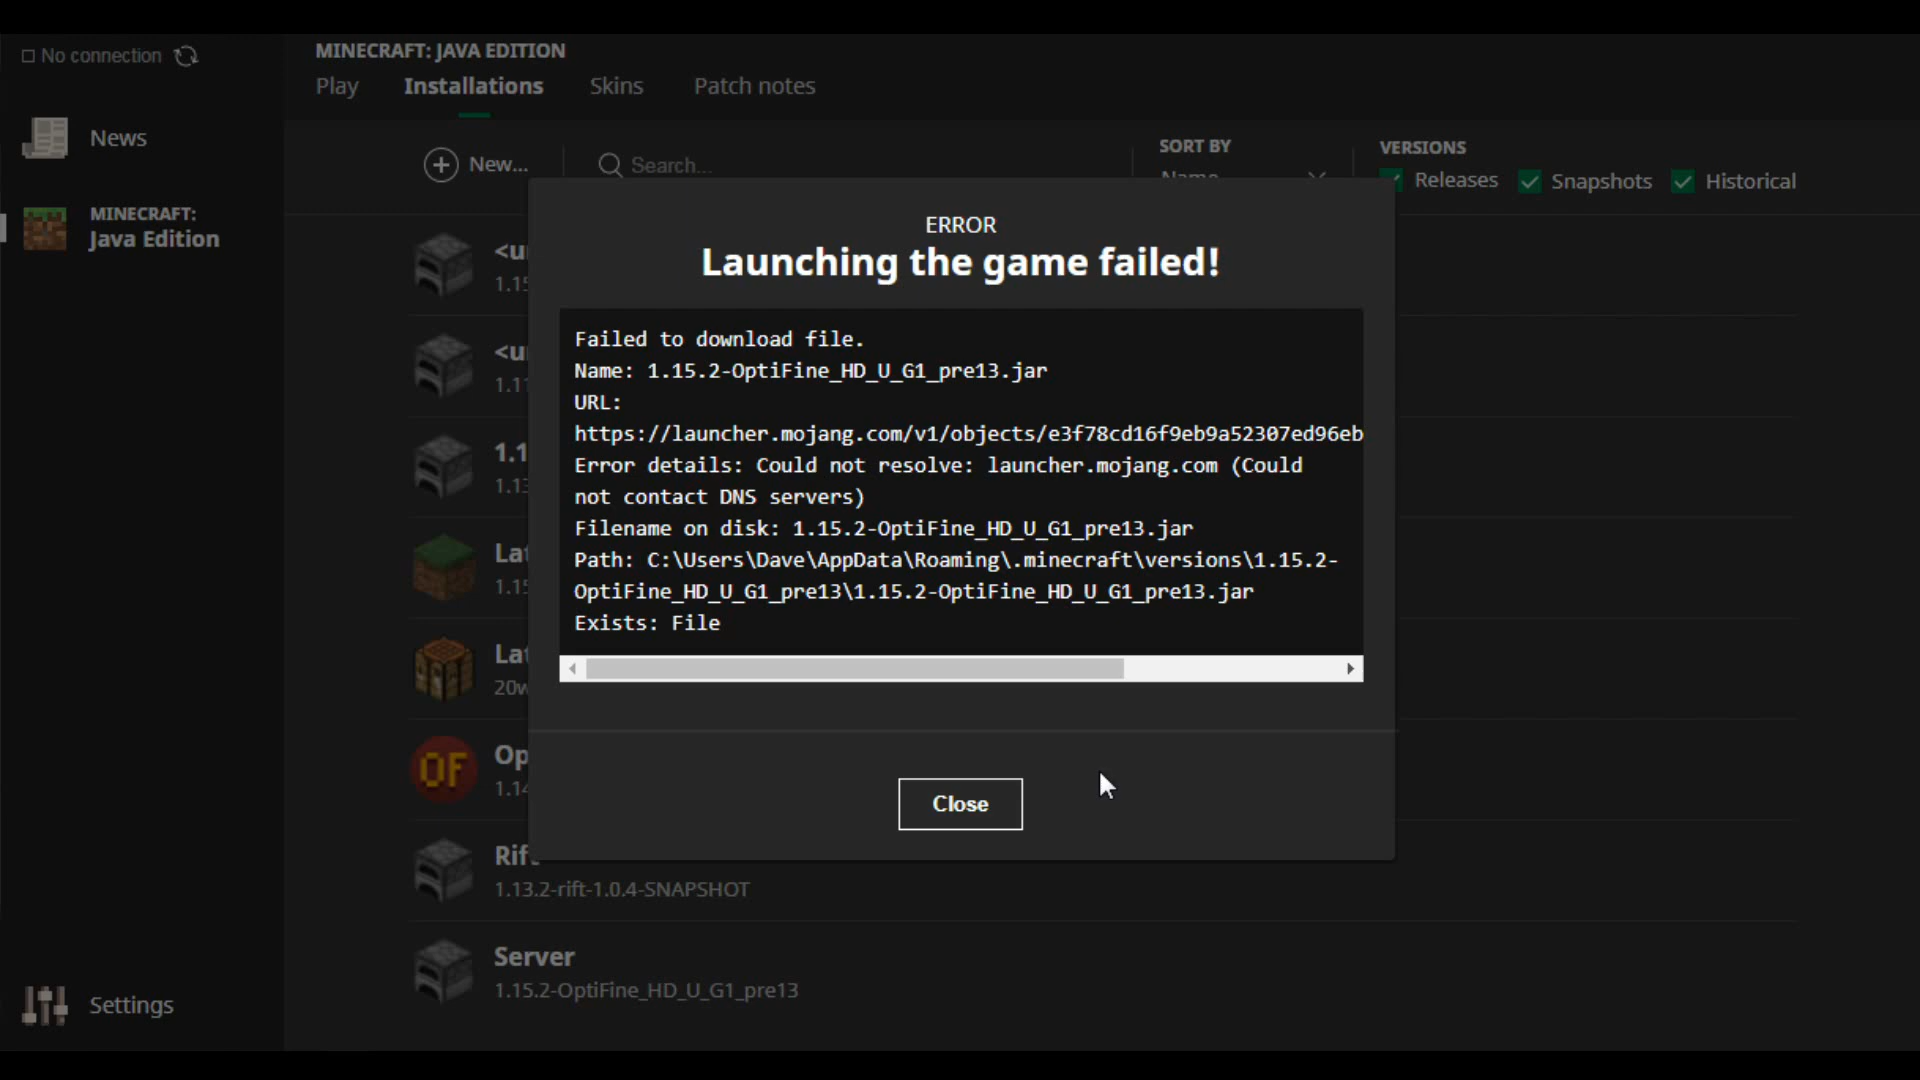 No connection
MINECRAFT: JAVA EDITION
Play Installations Skins Patch notes
News
MINECRAFT:
Java Edition
Settings
New... Search...
SORT BY
Name
VERSIONS
Releases Snapshots Historical
ERROR
Launching the game failed!
Failed to download file.
Name: 1.15.2-OptiFine_HD_U_G1_pre13.jar
URL:
https://launcher.mojang.com/v1/objects/e3f78cd16f9eb9a52307ed96eb
Error details: Could not resolve: launcher.mojang.com (Could
not contact DNS servers)
Filename on disk: 1.15.2-OptiFine_HD_U_G1_pre13.jar
Path: C:\Users\Dave\AppData\Roaming\.minecraft\versions\1.15.2-
OptiFine_HD_U_G1_pre13\1.15.2-OptiFine_HD_U_G1_pre13.jar
Exists: File
Close
OF
Rift
1.13.2-rift-1.0.4-SNAPSHOT
Server
1.15.2-OptiFine_HD_U_G1_pre13